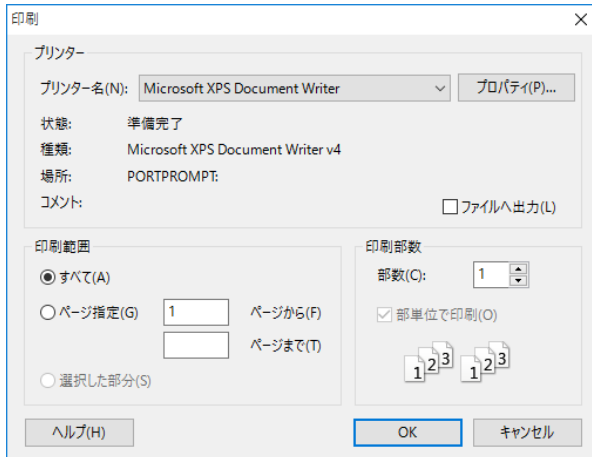 印刷
プリンター
プリンター名(N): Microsoft XPS Document Writer プロパティ(P)...
状態: 準備完了
種類: Microsoft XPS Document Writer v4
場所: PORTPROMPT:
コメント: ファイルへ出力(L)
印刷範囲
すべて(A)
ページ指定(G) 1 ページから(F)
ページまで(T)
選択した部分(S)
印刷部数
部数(C): 1
部単位で印刷(O)
1 2 3 1 2 3
ヘルプ(H) OK キャンセル